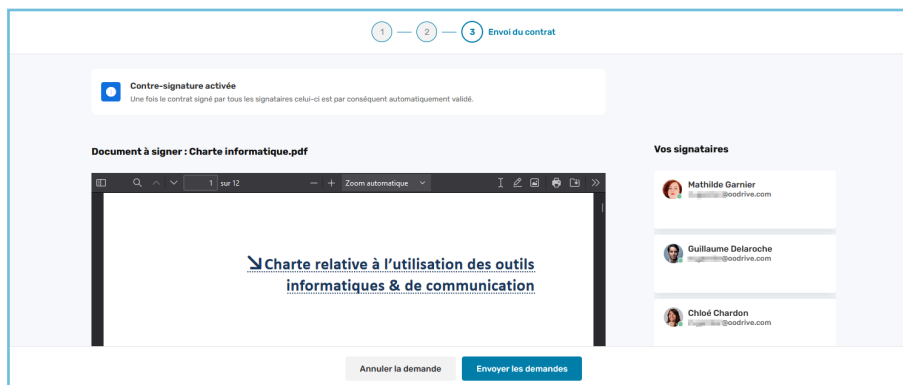 1 2 3 Envoi du contrat
Contre-signature activée
Une fois le contrat signé par tous les signataires celui-ci est par conséquent automatiquement validé.
Document à signer : Charte informatique.pdf
1 sur 12 Zoom automatique
Charte relative à l'utilisation des outils
informatiques & de communication
Vos signataires
Mathilde Garnier
@oodrive.com
Guillaume Delaroche
@oodrive.com
Chloé Chardon
@oodrive.com
Annuler la demande Envoyer les demandes